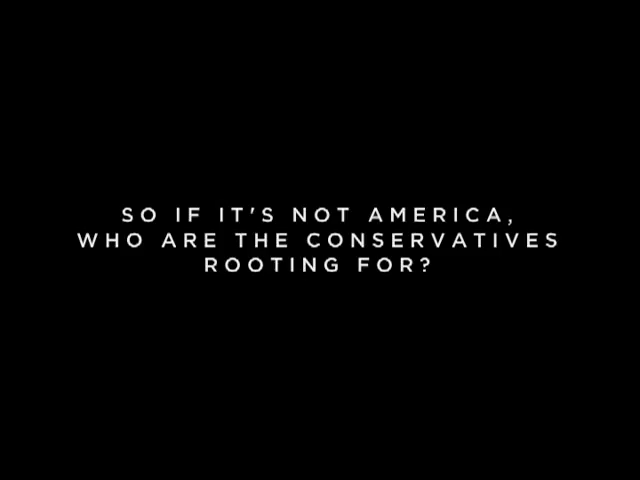 SO IF IT'S NOT AMERICA,
WHO ARE THE CONSERVATIVES
ROOTING FOR?